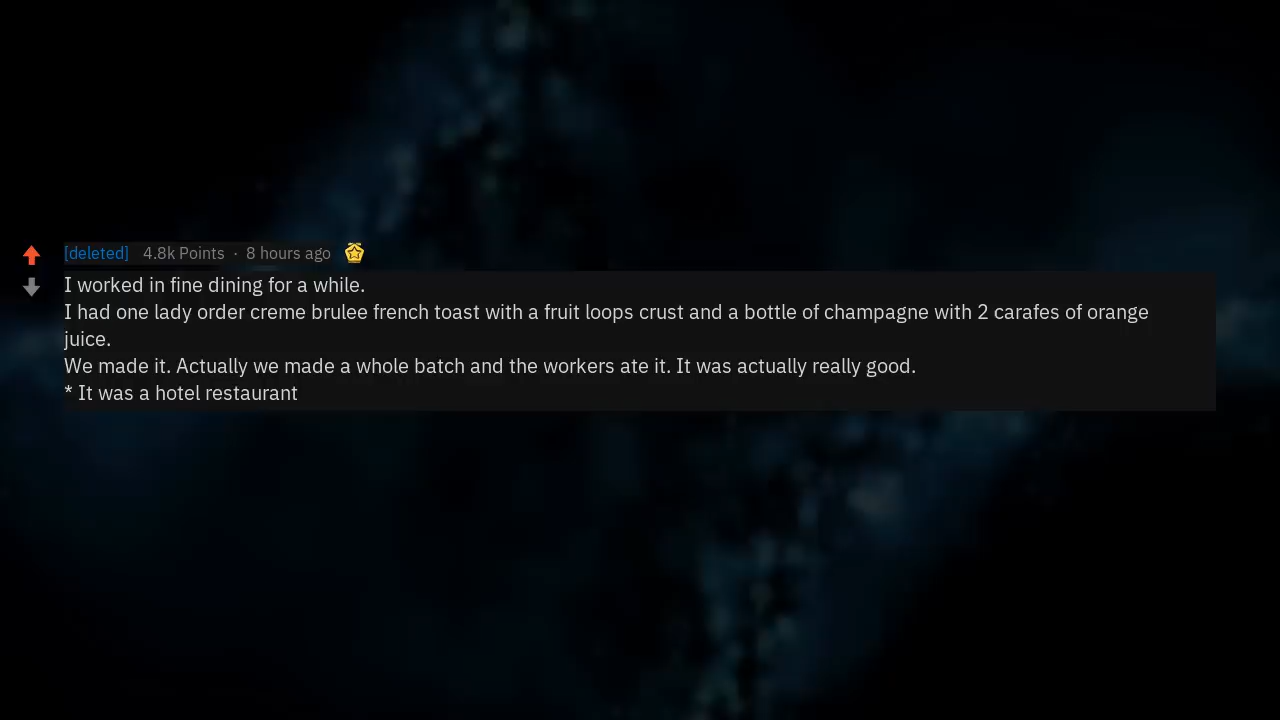 [deleted] 4.8k Points · 8 hours ago
I worked in fine dining for a while.
I had one lady order creme brulee french toast with a fruit loops crust and a bottle of champagne with 2 carafes of orange
juice.
We made it. Actually we made a whole batch and the workers ate it. It was actually really good.
* It was a hotel restaurant